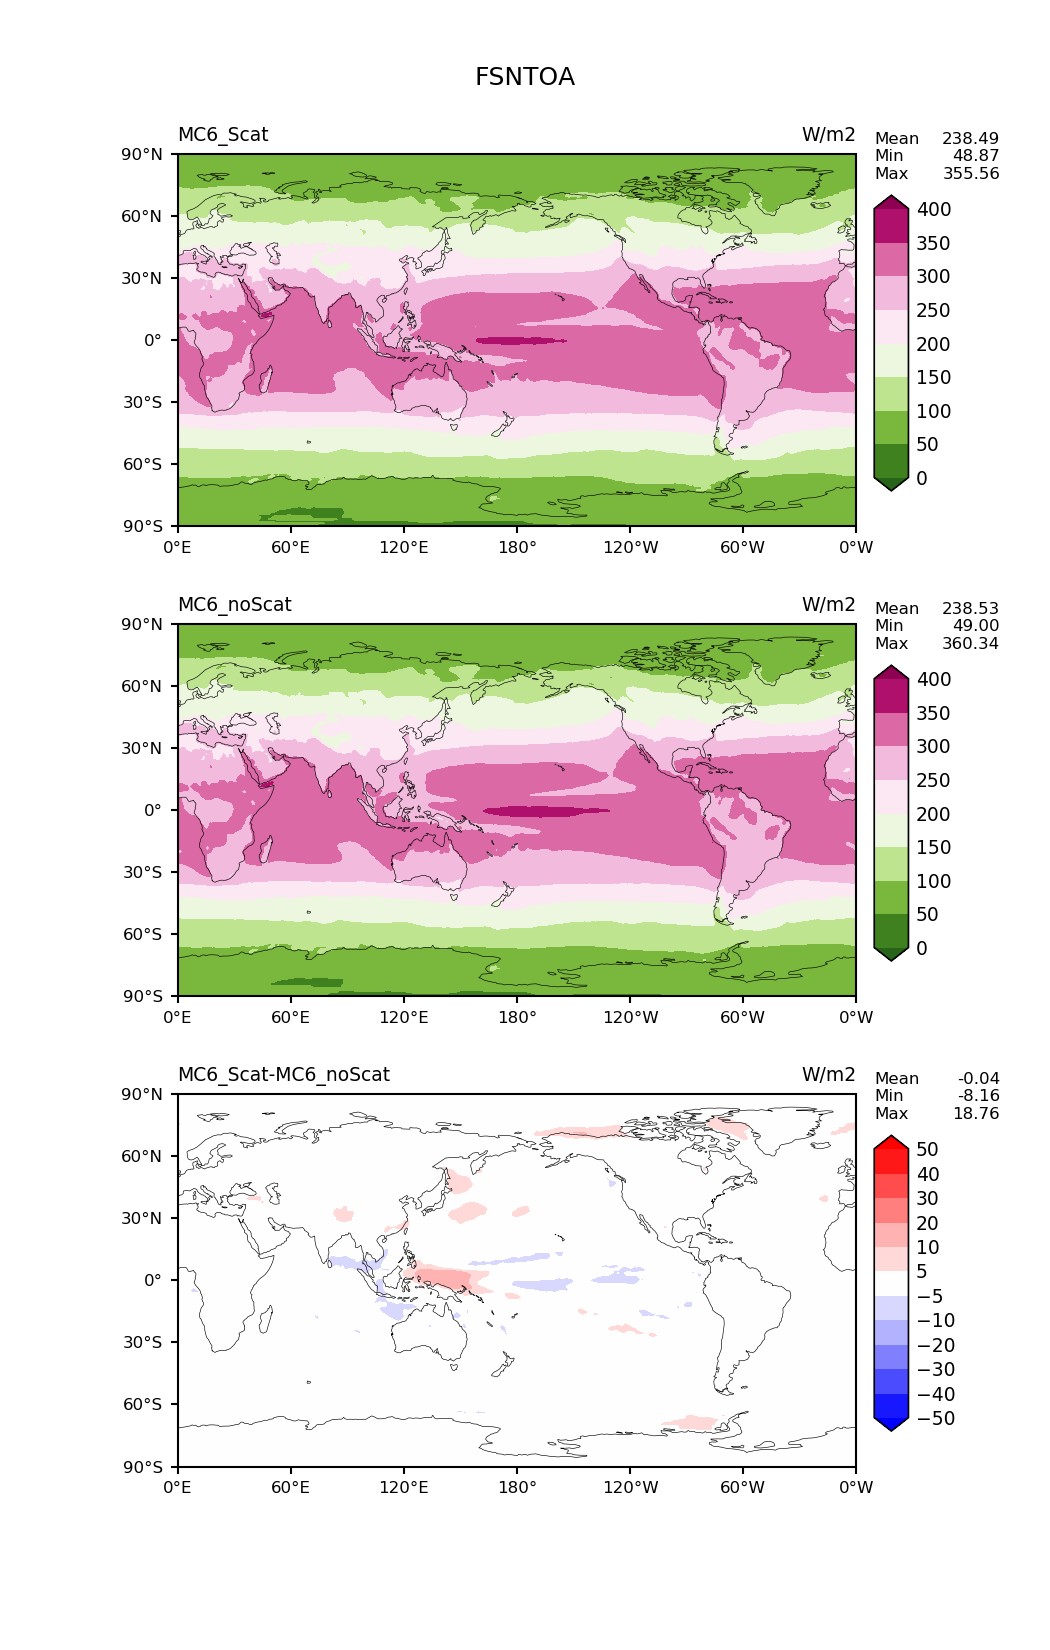 FSNTOA
MC6_Scat W/m2
Mean 238.49
Min 48.87
Max 355.56
90°N
60°N
30°N
0°
30°S
60°S
90°S
0°E 60°E 120°E 180° 120°W 60°W 0°W
400
350
300
250
200
150
100
50
0
MC6_noScat W/m2
Mean 238.53
Min 49.00
Max 360.34
90°N
60°N
30°N
0°
30°S
60°S
90°S
0°E 60°E 120°E 180° 120°W 60°W 0°W
400
350
300
250
200
150
100
50
0
MC6_Scat-MC6_noScat W/m2
Mean -0.04
Min -8.16
Max 18.76
90°N
60°N
30°N
0°
30°S
60°S
90°S
0°E 60°E 120°E 180° 120°W 60°W 0°W
50
40
30
20
10
5
−5
−10
−20
−30
−40
−50